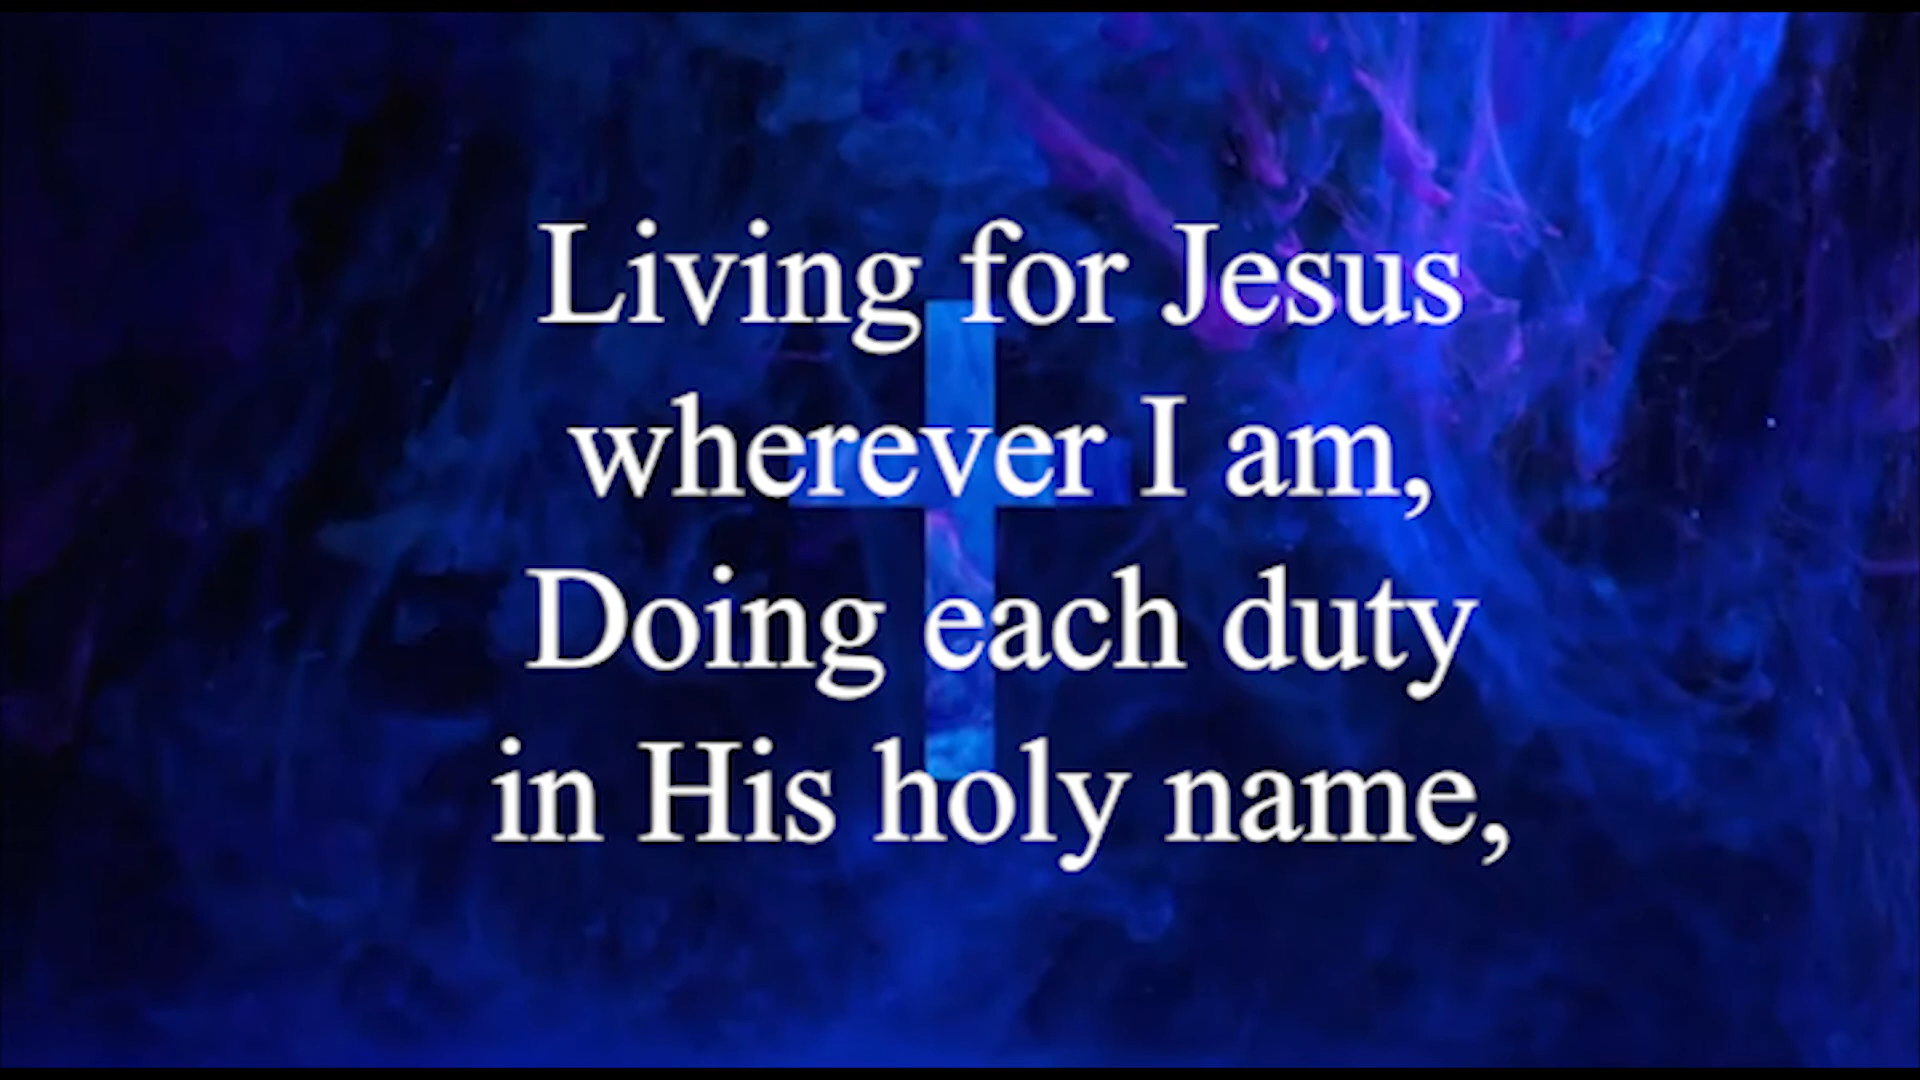 Living for Jesus
wherever I am,
Doing each duty
in His holy name,